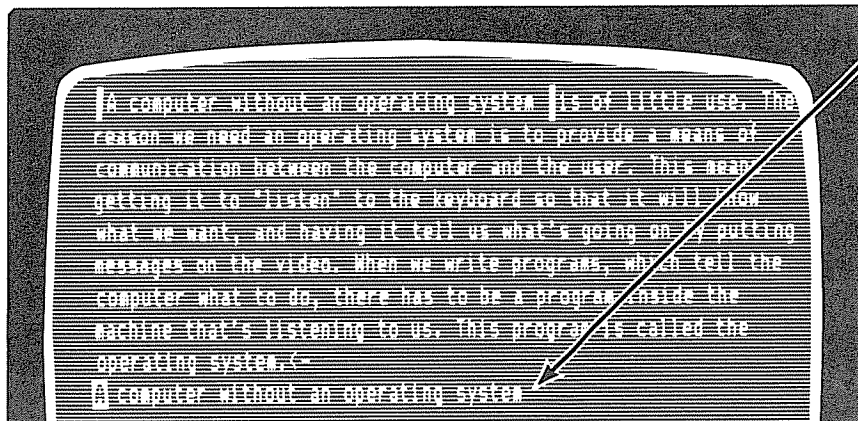 A computer without an operating system is of little use. The
reason we need an operating system is to provide a means of
communication between the computer and the user. This means
getting it to "listen" to the keyboard so that it will know
what we want, and having it tell us what's going on by putting
messages on the video. When we write programs, which tell the
computer what to do, there has to be a program inside the
machine that's listening to us. This program is called the
operating system.<-
A computer without an operating system